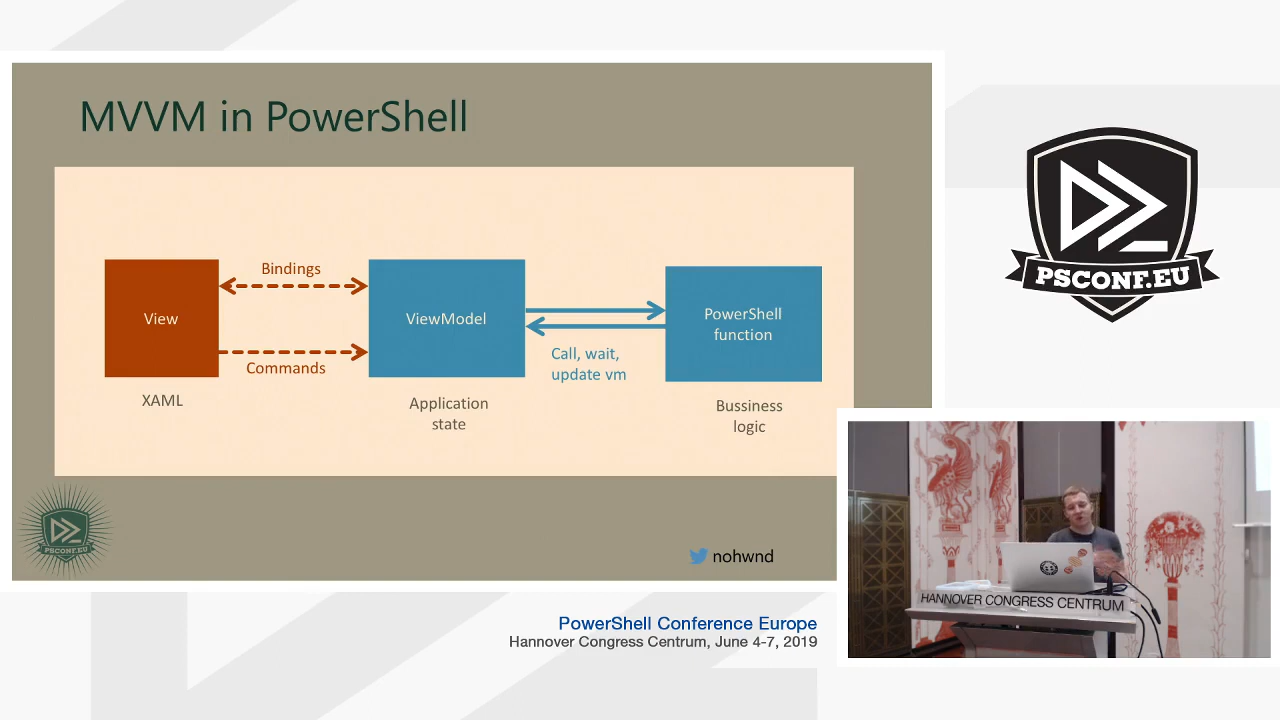 MVVM in PowerShell
View
Bindings
Commands
ViewModel
PowerShell
function
Call, wait,
update vm
XAML
Application
state
Bussiness
logic
PSCONF.EU
nohwnd
PSCONF.EU
HANNOVER CONGRESS CENTRUM
PowerShell Conference Europe
Hannover Congress Centrum, June 4-7, 2019